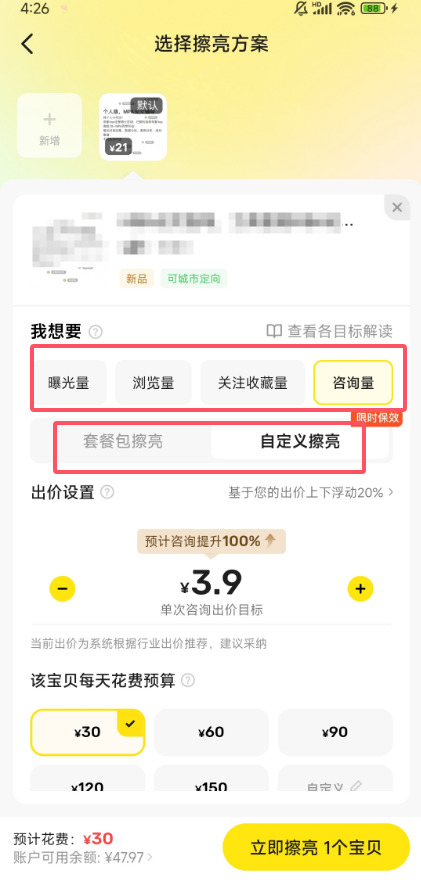 4:26
HD
88
选择擦亮方案
新增
默认
¥21
新品
可城市定向
我想要
查看各目标解读
曝光量
浏览量
关注收藏量
咨询量
限时保效
套餐包擦亮
自定义擦亮
出价设置
基于您的出价上下浮动20%
预计咨询提升100%
¥3.9
单次咨询出价目标
当前出价为系统根据行业出价推荐，建议采纳
该宝贝每天花费预算
¥30
¥60
¥90
¥120
¥150
自定义
预计花费：¥30
账户可用余额: ¥47.97
立即擦亮 1个宝贝